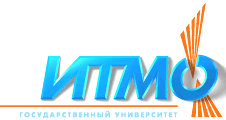 ИТМО
ГОСУДАРСТВЕННЫЙ УНИВЕРСИТЕТ